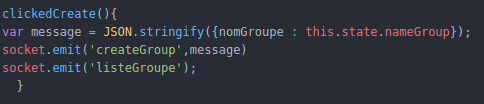 clickedCreate(){
var message = JSON.stringify({nomGroupe : this.state.nameGroup});
socket.emit('createGroup',message)
socket.emit('listeGroupe');
}